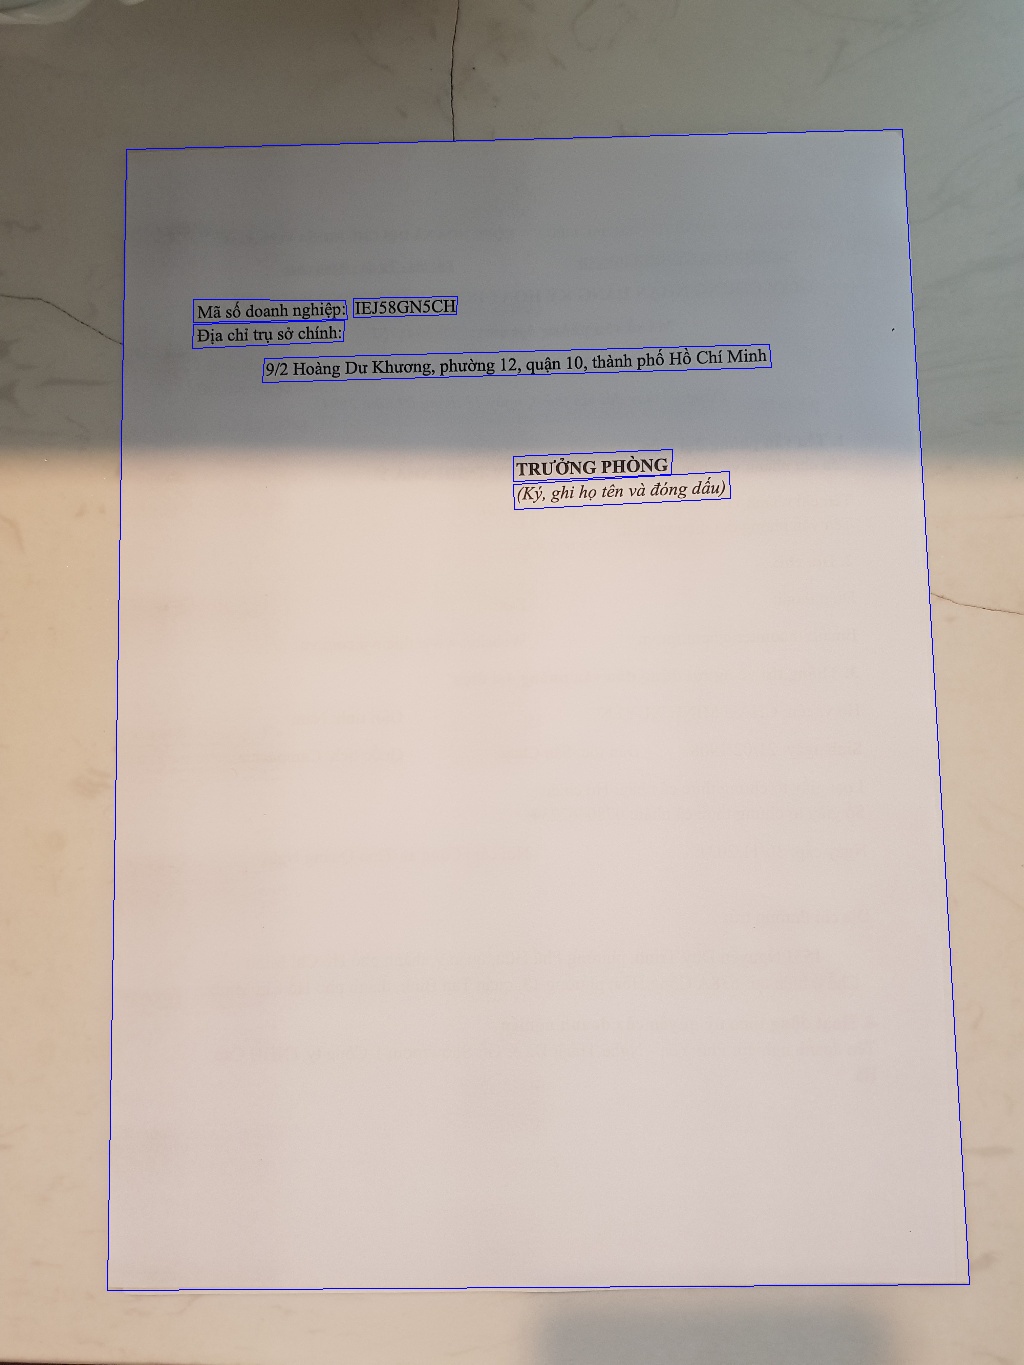 Mã số doanh nghiệp: IEJ58GN5CH
Địa chỉ trụ sở chính:
9/2 Hoàng Dư Khương, phường 12, quận 10, thành phố Hồ Chí Minh
TRƯỞNG PHÒNG
(Ký, ghi họ tên và đóng dấu)